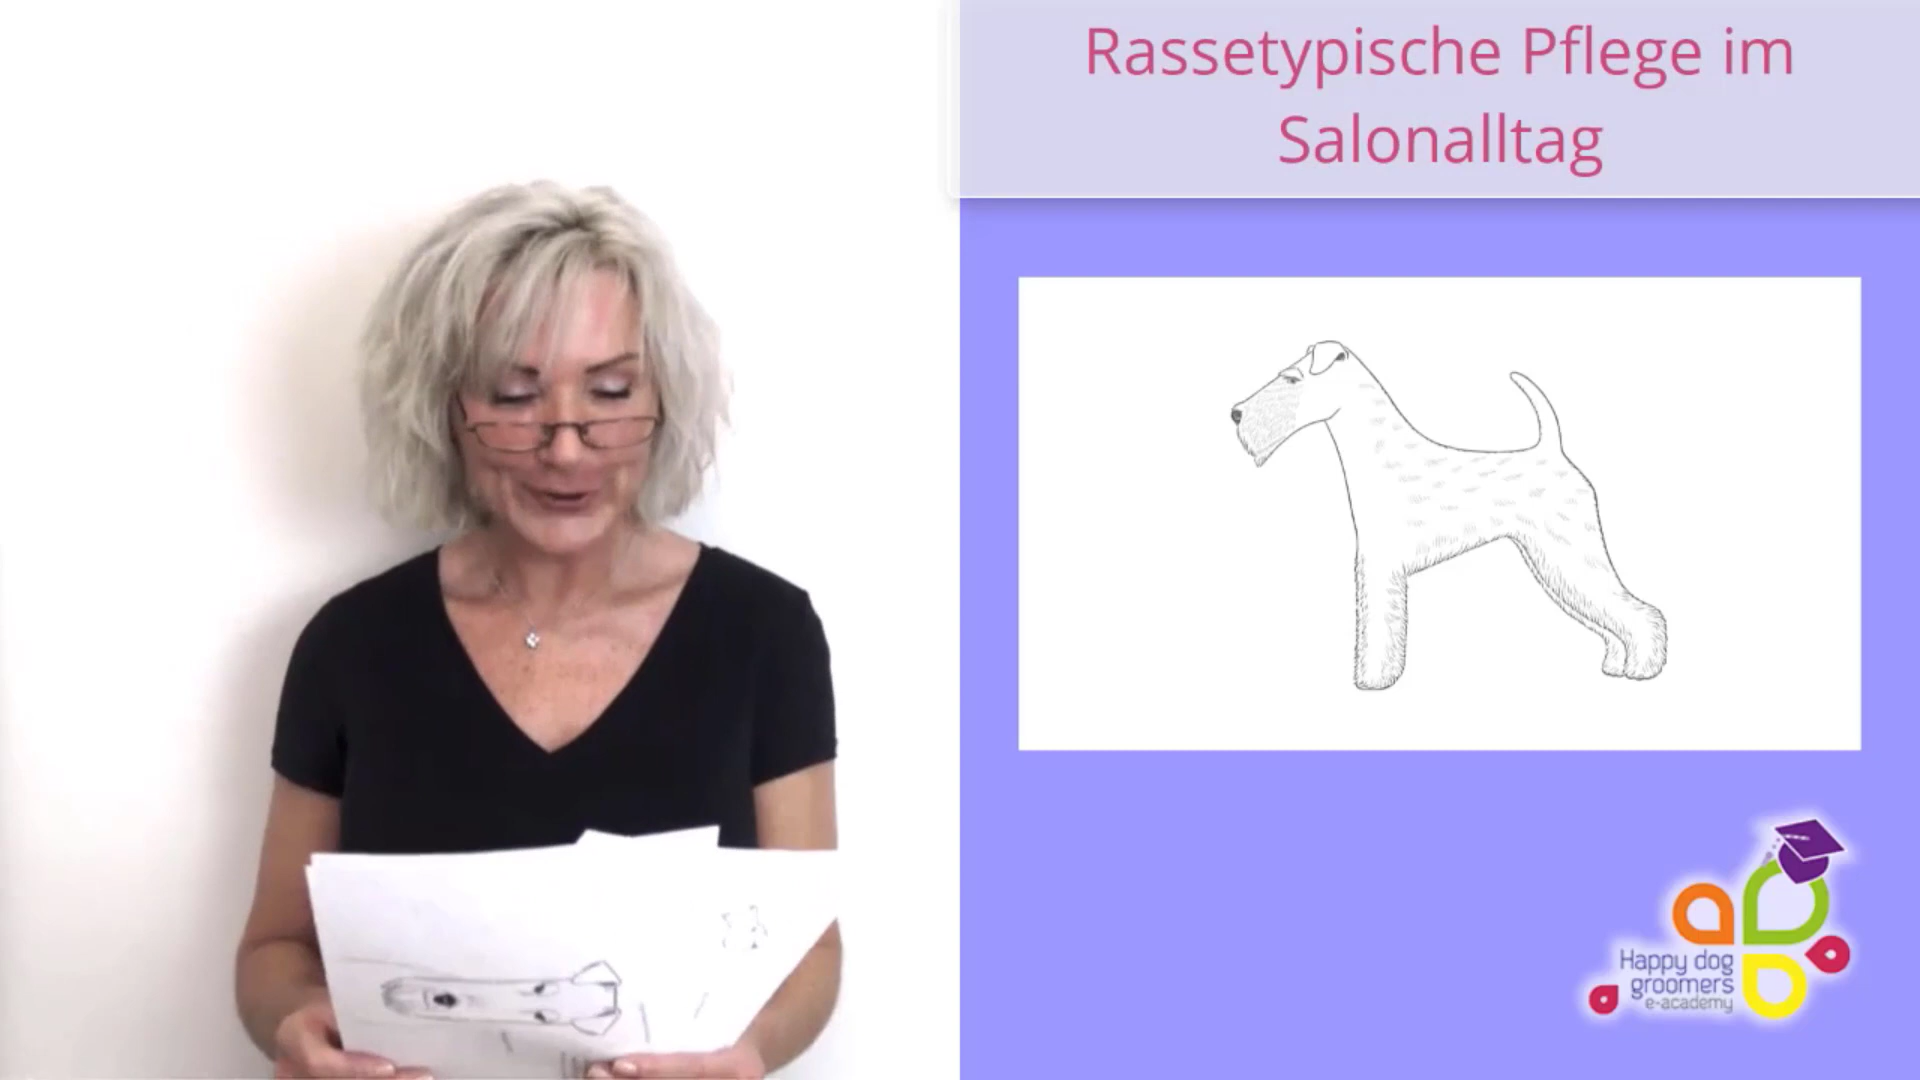 Rassetypische Pflege im
Salonalltag
Happy dog
groomers
e-academy